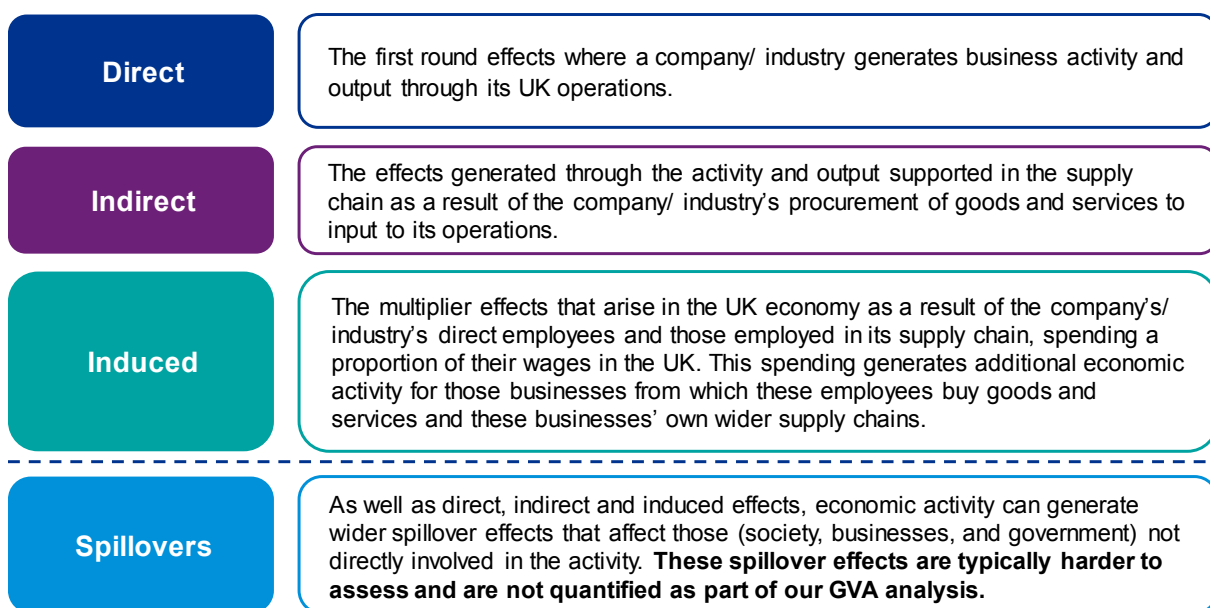 Direct
The first round effects where a company/ industry generates business activity and
output through its UK operations.
Indirect
The effects generated through the activity and output supported in the supply
chain as a result of the company/ industry's procurement of goods and services to
input to its operations.
Induced
The multiplier effects that arise in the UK economy as a result of the company's/
industry's direct employees and those employed in its supply chain, spending a
proportion of their wages in the UK. This spending generates additional economic
activity for those businesses from which these employees buy goods and
services and these businesses' own wider supply chains.
Spillovers
As well as direct, indirect and induced effects, economic activity can generate
wider spillover effects that affect those (society, businesses, and government) not
directly involved in the activity. These spillover effects are typically harder to
assess and are not quantified as part of our GVA analysis.